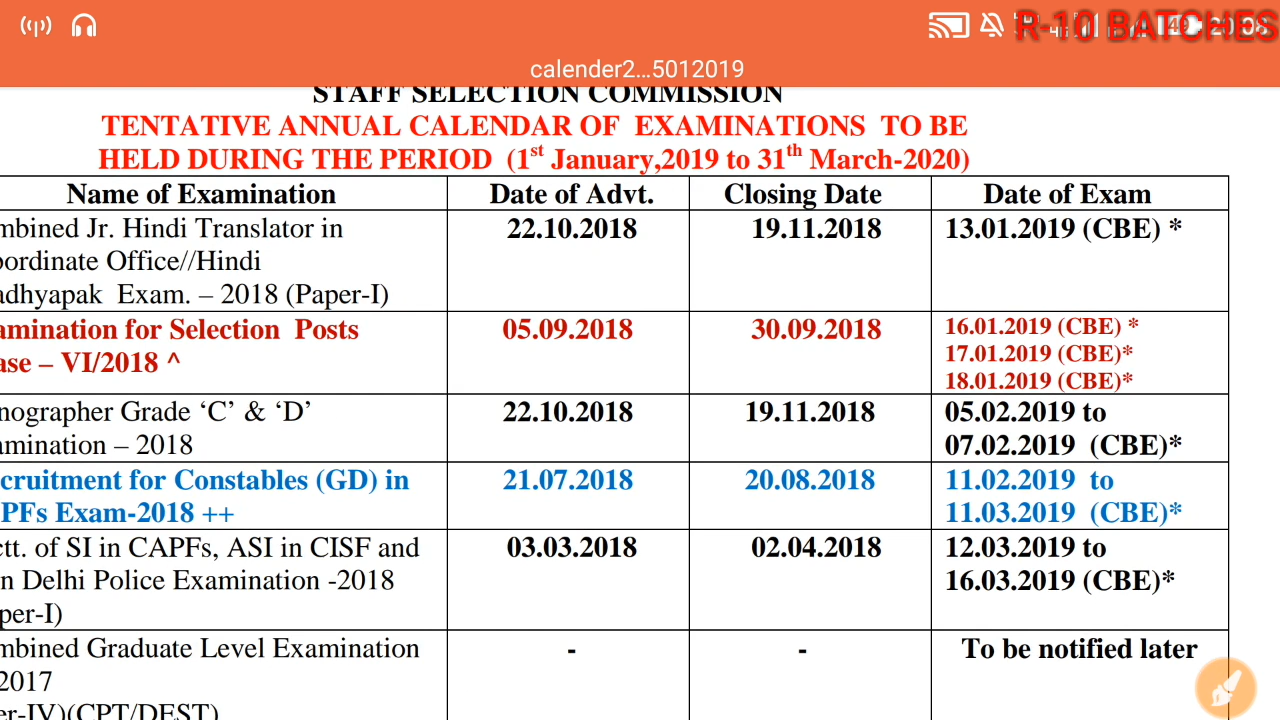 R-10 BATCHES
calender2...5012019
STAFF SELECTION COMMISSION
TENTATIVE ANNUAL CALENDAR OF EXAMINATIONS TO BE
HELD DURING THE PERIOD (1st January,2019 to 31th March-2020)
Name of Examination Date of Advt. Closing Date Date of Exam
mbined Jr. Hindi Translator in 22.10.2018 19.11.2018 13.01.2019 (CBE) *
ordinate Office//Hindi
adhyapak Exam. – 2018 (Paper-I)
amination for Selection Posts 05.09.2018 30.09.2018 16.01.2019 (CBE) *
ase – VI/2018 ^ 17.01.2019 (CBE)*
18.01.2019 (CBE)*
nographer Grade ‘C’ & ‘D’ 22.10.2018 19.11.2018 05.02.2019 to
amination – 2018 07.02.2019 (CBE)*
cruitment for Constables (GD) in 21.07.2018 20.08.2018 11.02.2019 to
PFs Exam-2018 ++ 11.03.2019 (CBE)*
ctt. of SI in CAPFs, ASI in CISF and 03.03.2018 02.04.2018 12.03.2019 to
n Delhi Police Examination -2018 16.03.2019 (CBE)*
per-I)
mbined Graduate Level Examination - - To be notified later
2017
er-IV)(CPT/DEST)